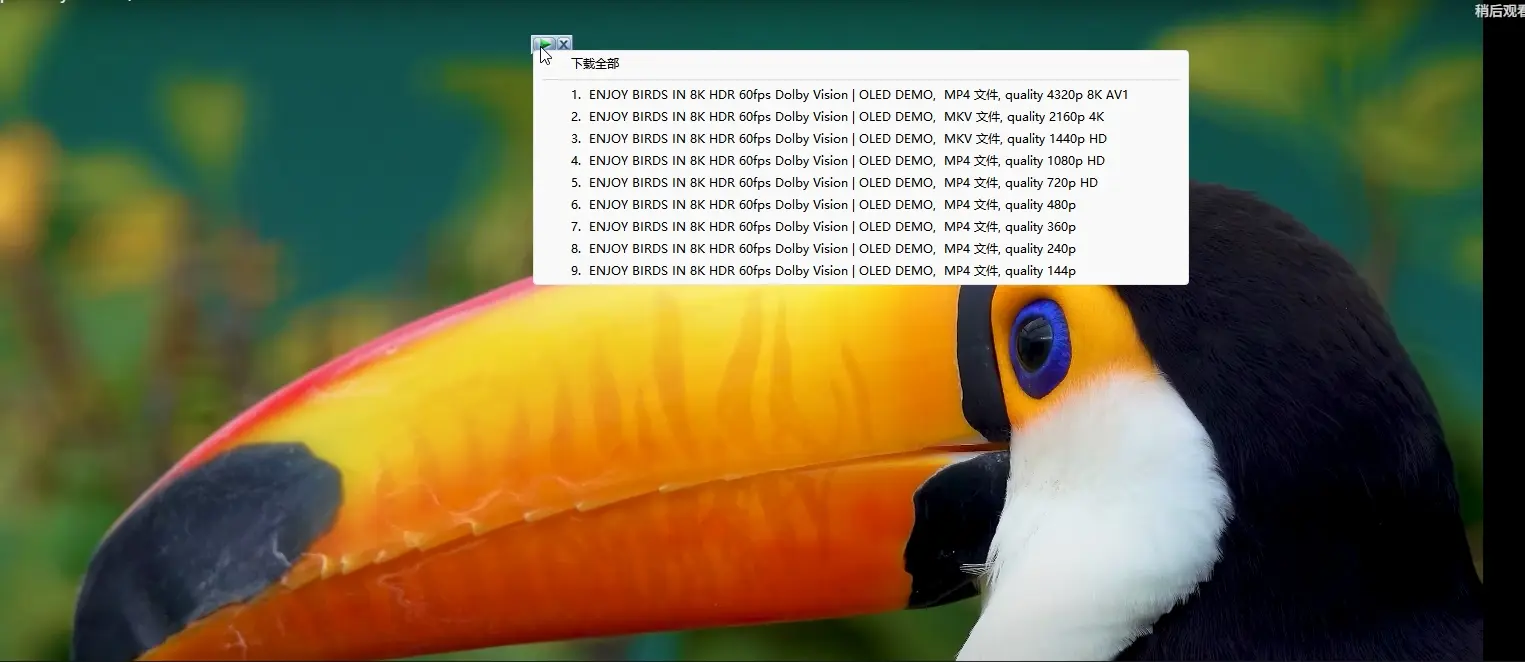 稍后观看
下载全部
1. ENJOY BIRDS IN 8K HDR 60fps Dolby Vision | OLED DEMO, MP4 文件, quality 4320p 8K AV1
2. ENJOY BIRDS IN 8K HDR 60fps Dolby Vision | OLED DEMO, MKV 文件, quality 2160p 4K
3. ENJOY BIRDS IN 8K HDR 60fps Dolby Vision | OLED DEMO, MKV 文件, quality 1440p HD
4. ENJOY BIRDS IN 8K HDR 60fps Dolby Vision | OLED DEMO, MP4 文件, quality 1080p HD
5. ENJOY BIRDS IN 8K HDR 60fps Dolby Vision | OLED DEMO, MP4 文件, quality 720p HD
6. ENJOY BIRDS IN 8K HDR 60fps Dolby Vision | OLED DEMO, MP4 文件, quality 480p
7. ENJOY BIRDS IN 8K HDR 60fps Dolby Vision | OLED DEMO, MP4 文件, quality 360p
8. ENJOY BIRDS IN 8K HDR 60fps Dolby Vision | OLED DEMO, MP4 文件, quality 240p
9. ENJOY BIRDS IN 8K HDR 60fps Dolby Vision | OLED DEMO, MP4 文件, quality 144p